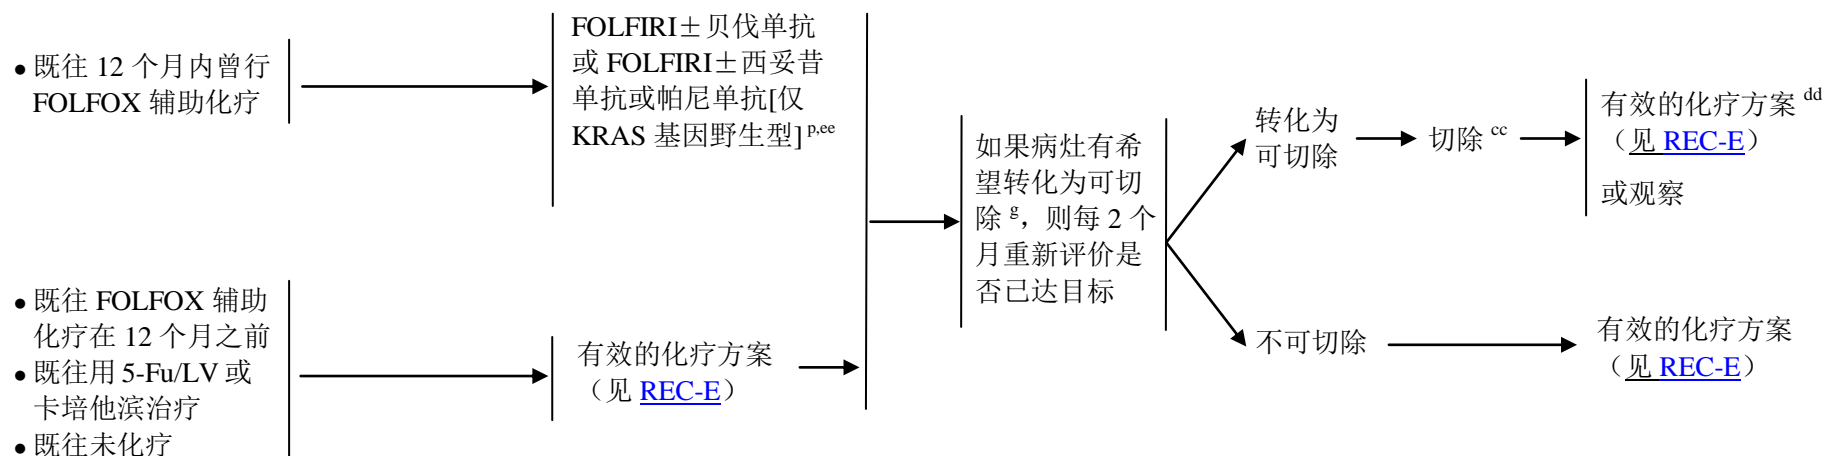 ● 既往 12 个月内曾行
FOLFOX 辅助化疗
FOLFIRI±贝伐单抗
或 FOLFIRI±西妥昔
单抗或帕尼单抗[仅
KRAS 基因野生型] p,ee
● 既往 FOLFOX 辅助
化疗在 12 个月之前
● 既往用 5-Fu/LV 或
卡培他滨治疗
● 既往未化疗
有效的化疗方案
（见 REC-E）
如果病灶有希
望转化为可切
除 g，则每 2 个
月重新评价是
否已达目标
转化为
可切除
切除 cc
有效的化疗方案 dd
（见 REC-E）
或观察
不可切除
有效的化疗方案
（见 REC-E）